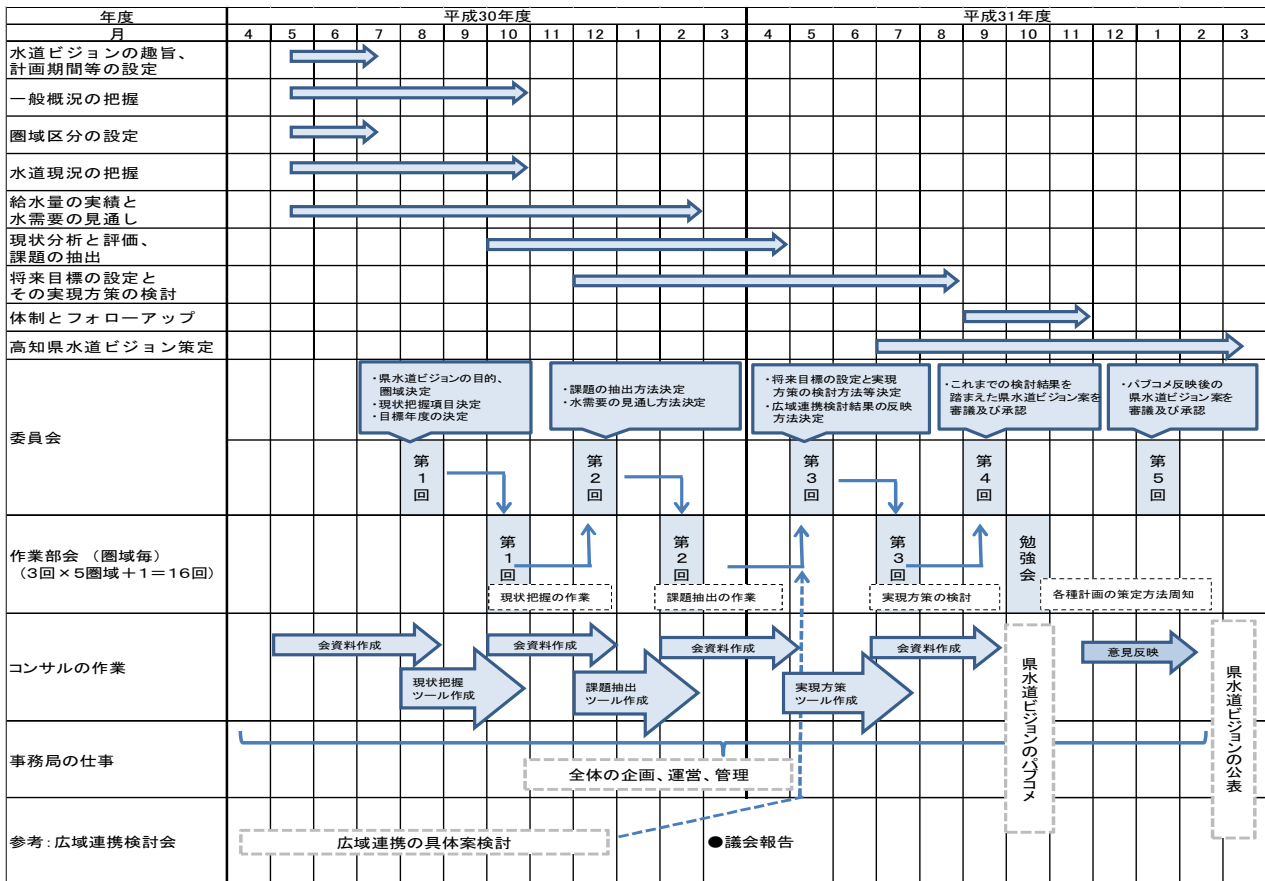 年度
平成30年度
平成31年度
月
4 5 6 7 8 9 10 11 12 1 2 3 4 5 6 7 8 9 10 11 12 1 2 3
水道ビジョンの趣旨、
計画期間等の設定
一般概況の把握
圏域区分の設定
水道現況の把握
給水量の実績と
水需要の見通し
現状分析と評価、
課題の抽出
将来目標の設定と
その実現方策の検討
体制とフォローアップ
高知県水道ビジョン策定
委員会
・県水道ビジョンの目的、
圏域決定
・現状把握項目決定
・目標年度の決定
・課題の抽出方法決定
・水需要の見通し方法決定
・将来目標の設定と実現
方策の検討方法等決定
・広域連携検討結果の反映
方法決定
・これまでの検討結果を
踏まえた県水道ビジョン案を
審議及び承認
・パブコメ反映後の
県水道ビジョン案を
審議及び承認
第1回
第2回
第3回
第4回
第5回
作業部会 （圏域毎）
（3回×5圏域＋1＝16回）
第1回
第2回
第3回
勉強会
現状把握の作業
課題抽出の作業
実現方策の検討
各種計画の策定方法周知
コンサルの作業
会資料作成
会資料作成
会資料作成
会資料作成
意見反映
現状把握
ツール作成
課題抽出
ツール作成
実現方策
ツール作成
県水道ビジョンのパブコメ
県水道ビジョンの公表
事務局の仕事
全体の企画、運営、管理
参考：広域連携検討会
広域連携の具体案検討
●議会報告